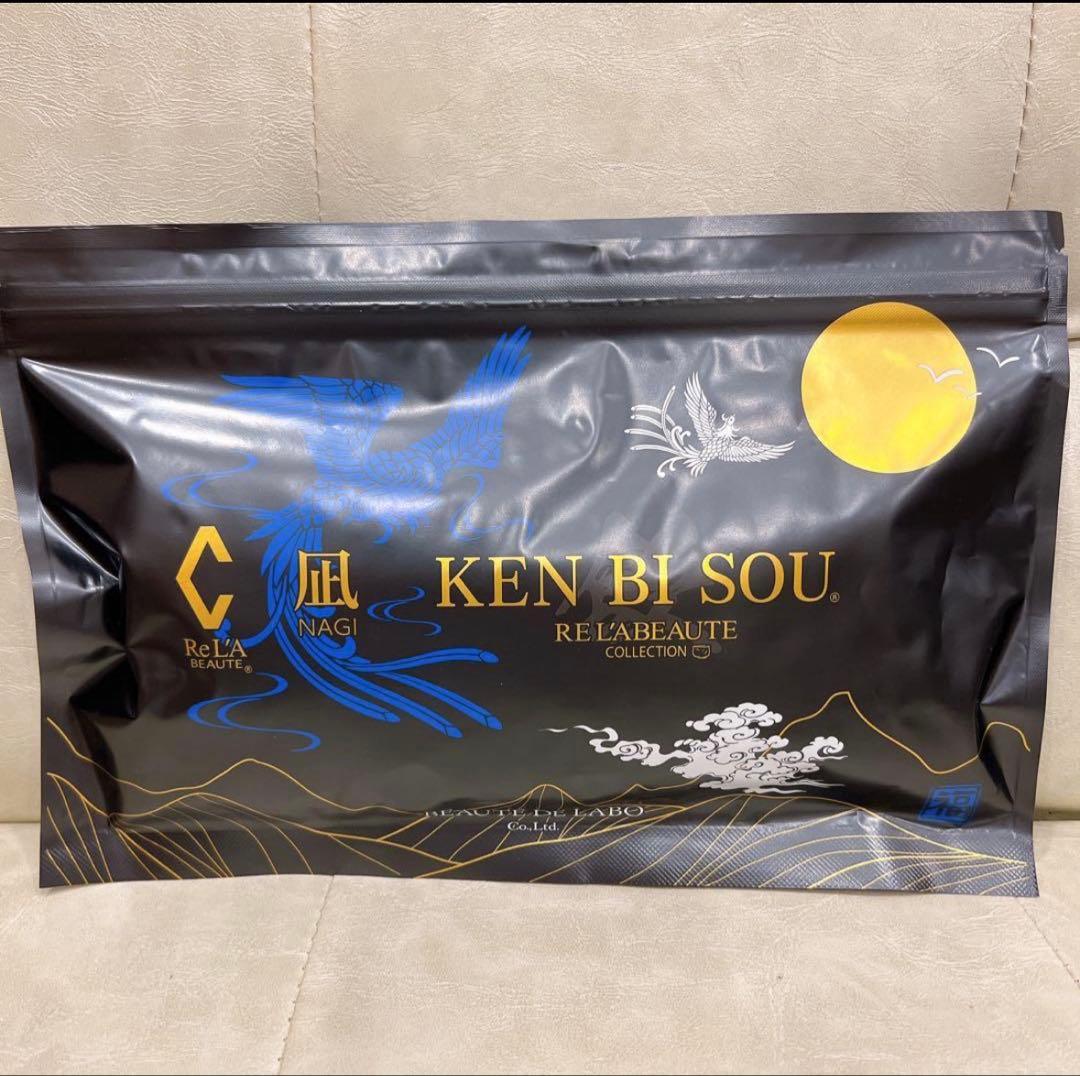 ReL'A
BEAUTE®
凪
NAGI
KEN BI SOU®
RE L'ABEAUTE
COLLECTION
BEAUTE DE LABO
Co.,Ltd.